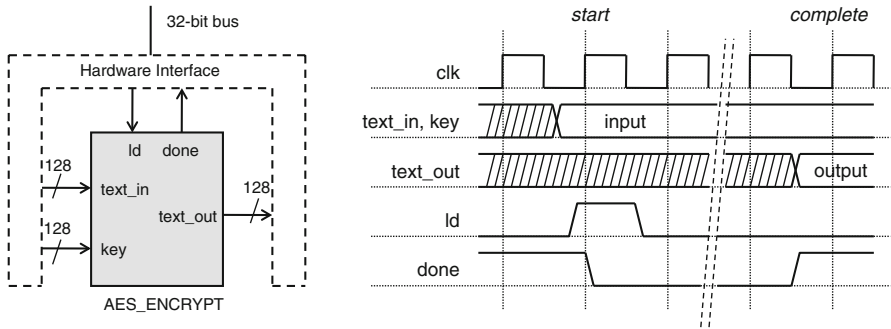 32-bit bus
Hardware Interface
ld done
128
text_in
128
text_out
128
key
AES_ENCRYPT
start complete
clk
text_in, key input
text_out output
ld
done